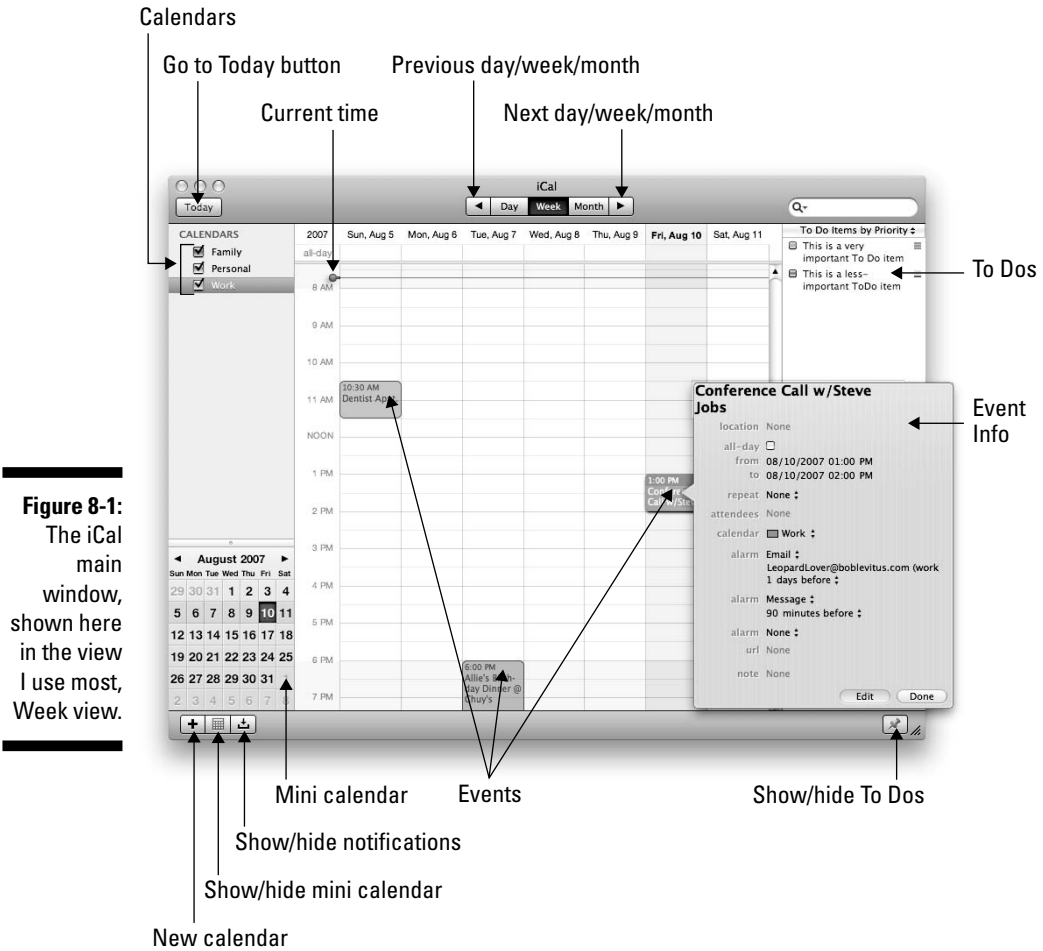 Calendars
Go to Today button
Previous day/week/month
Current time
Next day/week/month
iCal
Today
Day
Week
Month
CALENDARS
Family
Personal
Work
2007
Sun, Aug 5
Mon, Aug 6
Tue, Aug 7
Wed, Aug 8
Thu, Aug 9
Fri, Aug 10
Sat, Aug 11
all-day
8 AM
9 AM
10 AM
11 AM
NOON
1 PM
2 PM
3 PM
4 PM
5 PM
6 PM
7 PM
10:30 AM
Dentist Appt
1:00 PM
Confere
Call w/Ste
6:00 PM
Allie's Birth-
day Dinner @
Chuy's
To Do Items by Priority
This is a very
important To Do item
This is a less-
important ToDo item
To Dos
Conference Call w/Steve
Jobs
location None
all-day
from 08/10/2007 01:00 PM
to 08/10/2007 02:00 PM
repeat None
attendees None
calendar Work
alarm Email
LeopardLover@boblevitus.com (work
1 days before
alarm Message
90 minutes before
alarm None
url None
note None
Edit
Done
Event
Info
Figure 8-1:
The iCal
main
window,
shown here
in the view
I use most,
Week view.
August 2007
Sun Mon Tue Wed Thu Fri Sat
29 30 31 1 2 3 4
5 6 7 8 9 10 11
12 13 14 15 16 17 18
19 20 21 22 23 24 25
26 27 28 29 30 31 1
2 3 4 5 6 7 8
Mini calendar
Events
Show/hide To Dos
Show/hide notifications
Show/hide mini calendar
New calendar